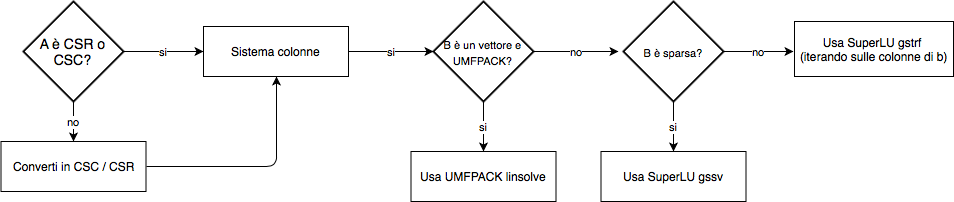 A è CSR o
CSC?
si
Sistema colonne
si
B è un vettore e
UMFPACK?
no
B è sparsa?
no
Usa SuperLU gstrf
(iterando sulle colonne di b)
no
Converti in CSC / CSR
si
Usa UMFPACK linsolve
si
Usa SuperLU gssv